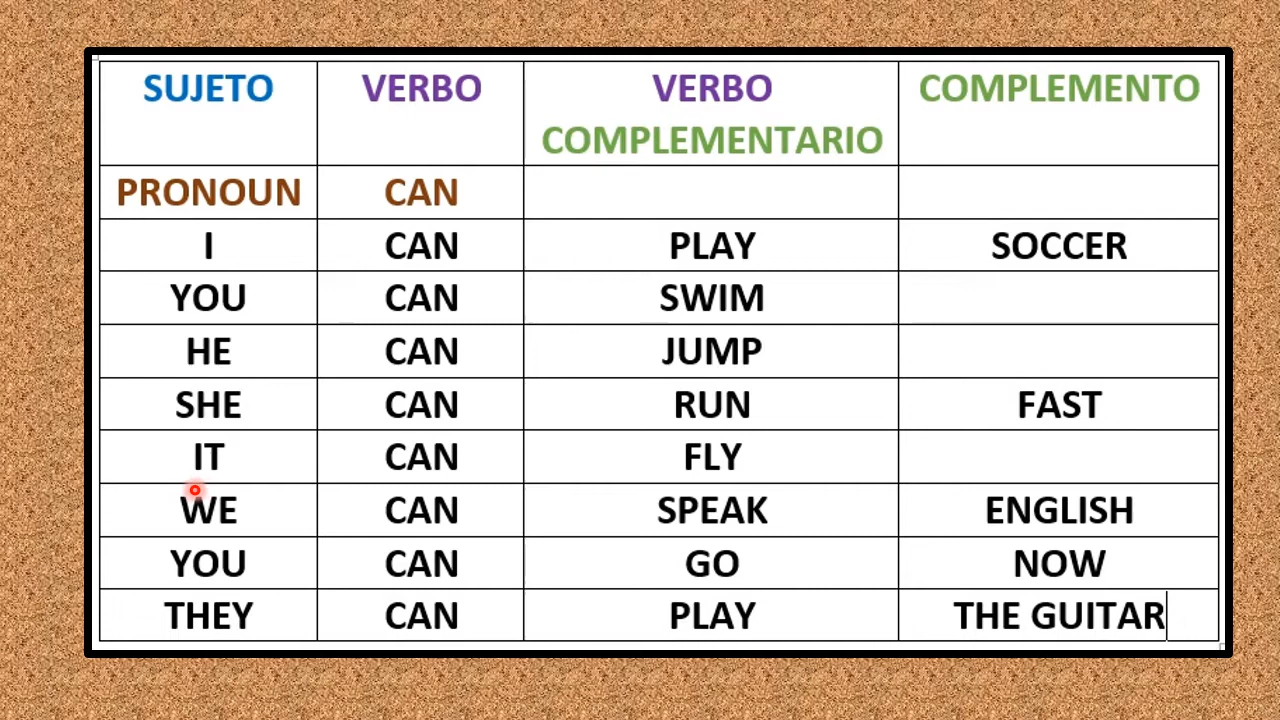 SUJETO VERBO VERBO COMPLEMENTARIO COMPLEMENTO
PRONOUN CAN
I CAN PLAY SOCCER
YOU CAN SWIM
HE CAN JUMP
SHE CAN RUN FAST
IT CAN FLY
WE CAN SPEAK ENGLISH
YOU CAN GO NOW
THEY CAN PLAY THE GUITAR